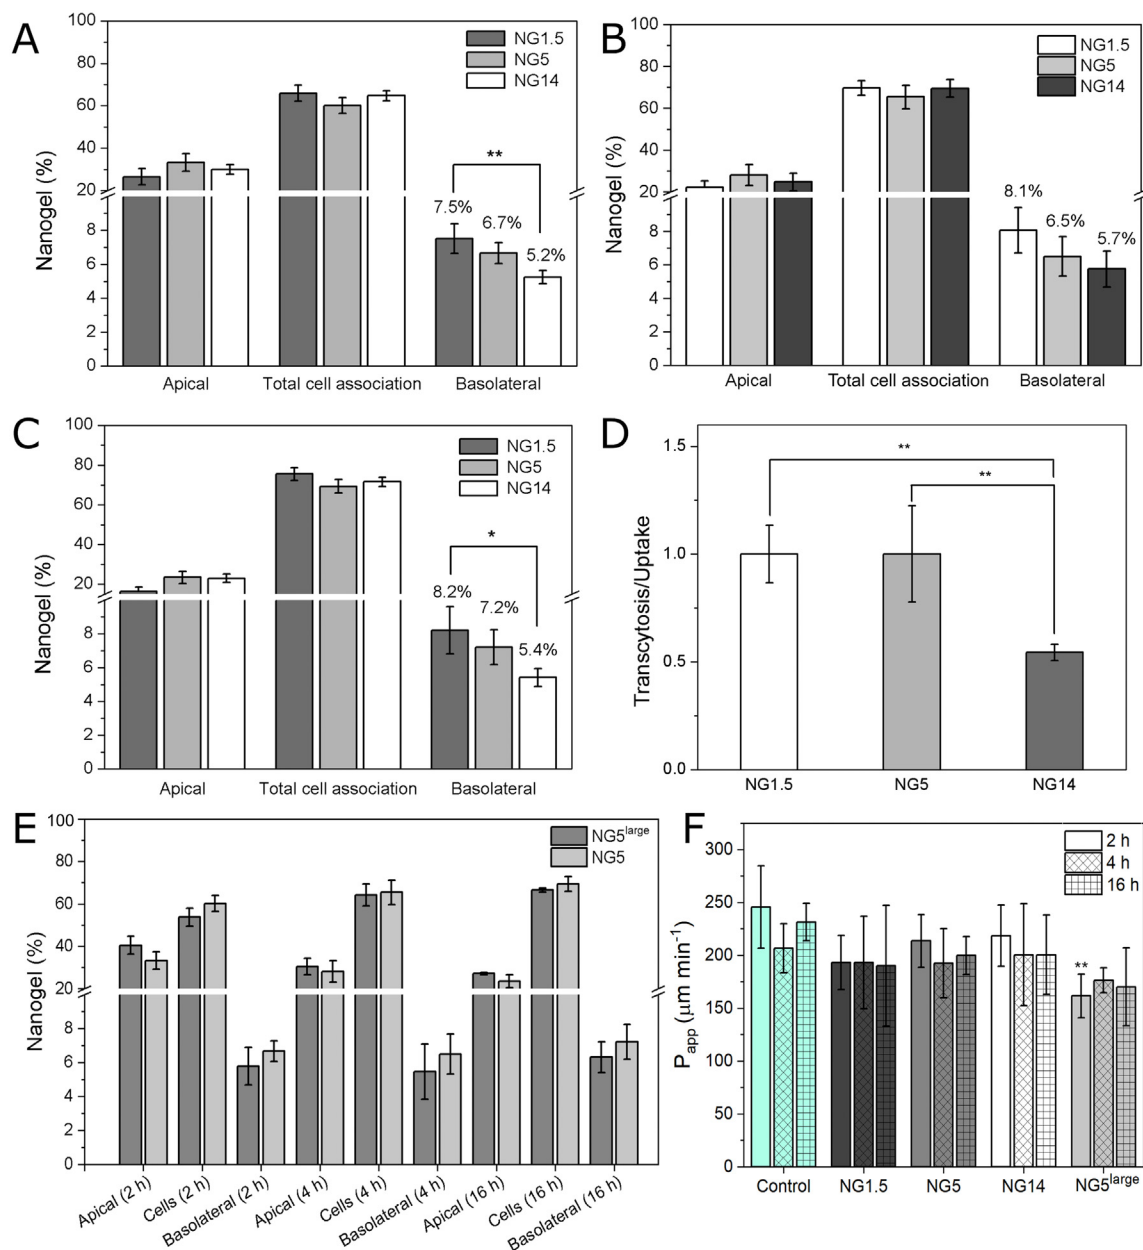 A
NG1.5
NG5
NG14
100
80
60
40
20
8
6
4
2
0
Nanogel (%)
**
7.5%
6.7%
5.2%
Apical
Total cell association
Basolateral
B
NG1.5
NG5
NG14
100
80
60
40
20
8
6
4
2
0
Nanogel (%)
8.1%
6.5%
5.7%
Apical
Total cell association
Basolateral
C
NG1.5
NG5
NG14
100
80
60
40
20
8
6
4
2
0
Nanogel (%)
*
8.2%
7.2%
5.4%
Apical
Total cell association
Basolateral
D
1.5
1.0
0.5
0.0
Transcytosis/Uptake
**
**
NG1.5
NG5
NG14
E
NG5large
NG5
100
80
60
40
20
8
6
4
2
0
Nanogel (%)
Apical (2 h)
Cells (2 h)
Basolateral (2 h)
Apical (4 h)
Cells (4 h)
Basolateral (4 h)
Apical (16 h)
Cells (16 h)
Basolateral (16 h)
F
2 h
4 h
16 h
300
250
200
150
100
50
0
Papp (µm min-1)
**
Control
NG1.5
NG5
NG14
NG5large